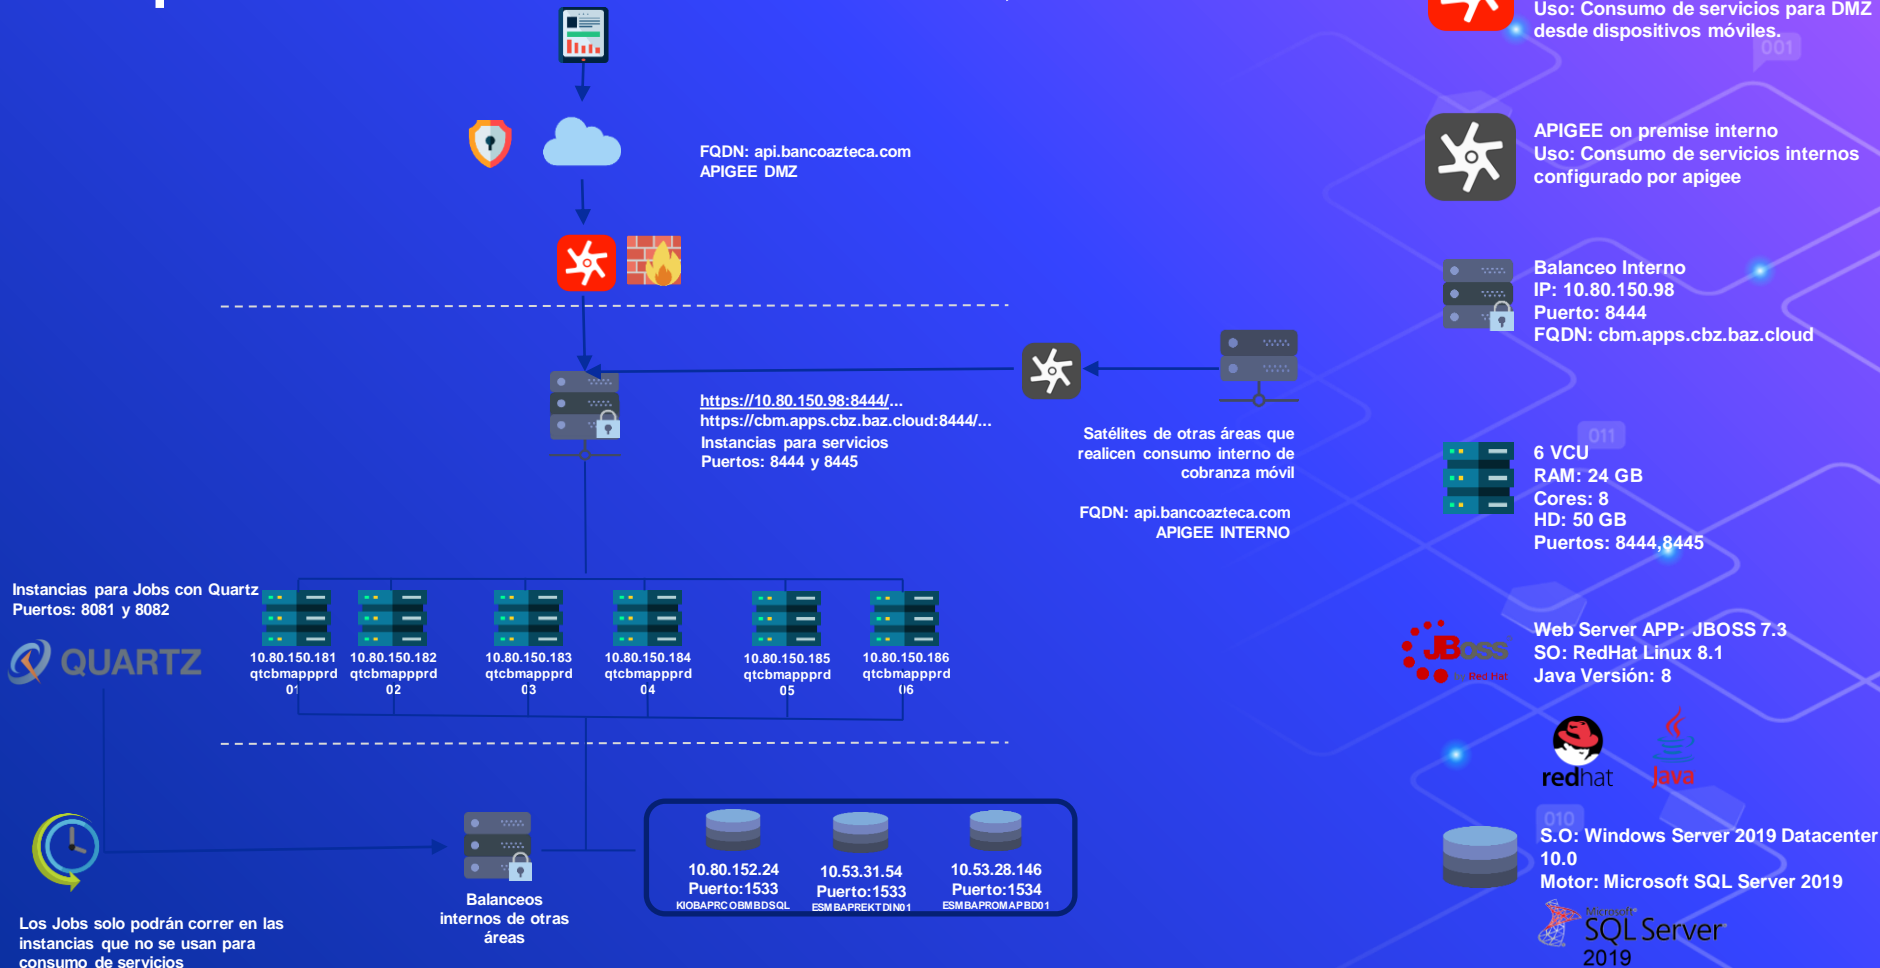 Uso: Consumo de servicios para DMZ
desde dispositivos móviles.
001
FQDN: api.bancoazteca.com
APIGEE DMZ
APIGEE on premise interno
Uso: Consumo de servicios internos
configurado por apigee
Balanceo Interno
IP: 10.80.150.98
Puerto: 8444
FQDN: cbm.apps.cbz.baz.cloud
https://10.80.150.98:8444/...
https://cbm.apps.cbz.baz.cloud:8444/...
Instancias para servicios
Puertos: 8444 y 8445
Satélites de otras áreas que
realicen consumo interno de
cobranza móvil
FQDN: api.bancoazteca.com
APIGEE INTERNO
011
6 VCU
RAM: 24 GB
Cores: 8
HD: 50 GB
Puertos: 8444,8445
Instancias para Jobs con Quartz
Puertos: 8081 y 8082
QUARTZ
10.80.150.181
qtcbmappprd
01
10.80.150.182
qtcbmappprd
02
10.80.150.183
qtcbmappprd
03
10.80.150.184
qtcbmappprd
04
10.80.150.185
qtcbmappprd
05
10.80.150.186
qtcbmappprd
06
JBoss
by Red Hat
Web Server APP: JBOSS 7.3
SO: RedHat Linux 8.1
Java Versión: 8
redhat
Java
010
Los Jobs solo podrán correr en las
instancias que no se usan para
consumo de servicios
Balanceos
internos de otras
áreas
10.80.152.24
Puerto:1533
KIOBAPRCOBMBDSQL
10.53.31.54
Puerto:1533
ESMBAPREKTDIN01
10.53.28.146
Puerto:1534
ESMBAPROMAPBD01
S.O: Windows Server 2019 Datacenter
10.0
Motor: Microsoft SQL Server 2019
Microsoft
SQL Server
2019